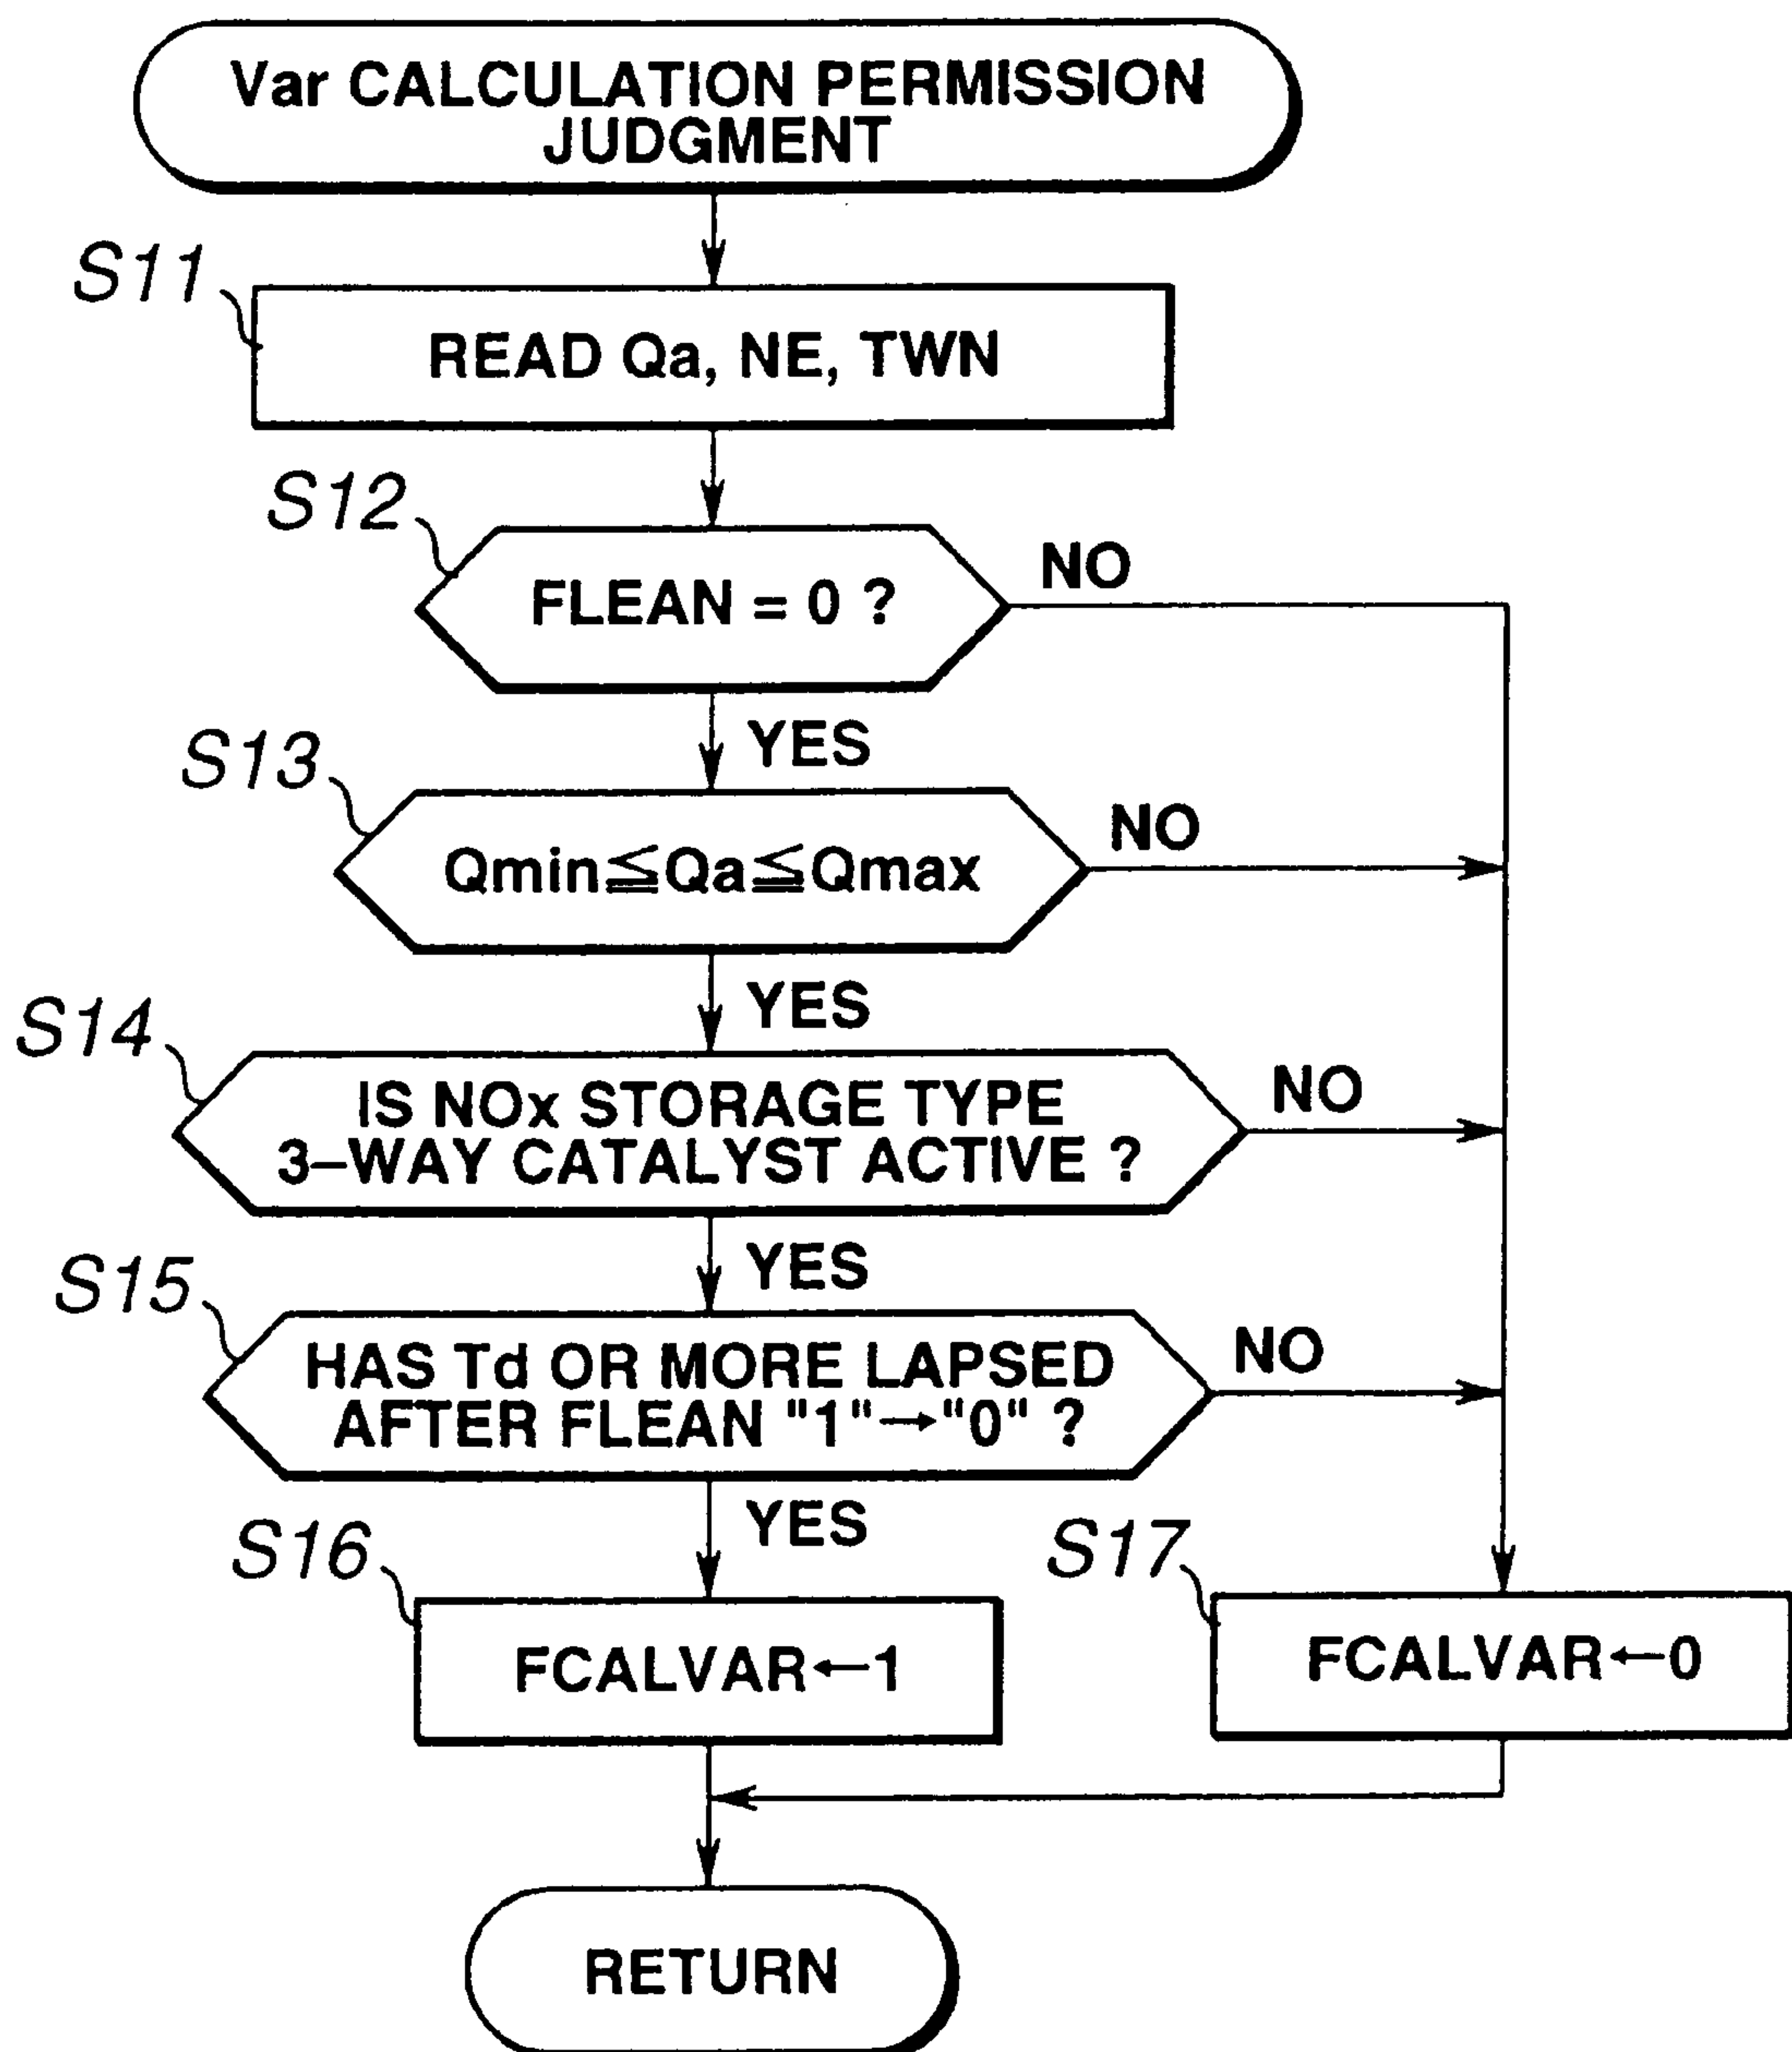 Var CALCULATION PERMISSION
JUDGMENT
S11
READ Qa, NE, TWN
S12
FLEAN = 0 ?
NO
YES
S13
Qmin≦Qa≦Qmax
NO
YES
S14
IS NOx STORAGE TYPE
3–WAY CATALYST ACTIVE ?
NO
YES
S15
HAS Td OR MORE LAPSED
AFTER FLEAN "1"→"0" ?
NO
YES
S16
FCALVAR←1
S17
FCALVAR←0
RETURN